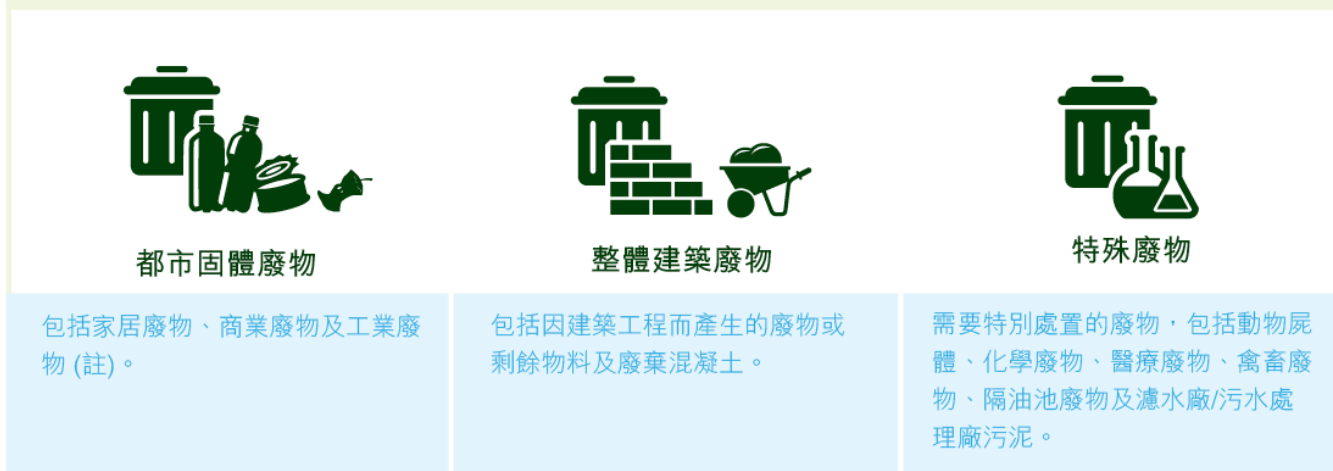 都市固體廢物
包括家居廢物、商業廢物及工業廢
物 (註)。
整體建築廢物
包括因建築工程而產生的廢物或
剩餘物料及廢棄混凝土。
特殊廢物
需要特別處置的廢物，包括動物屍
體、化學廢物、醫療廢物、禽畜廢
物、隔油池廢物及濾水廠/污水處
理廠污泥。